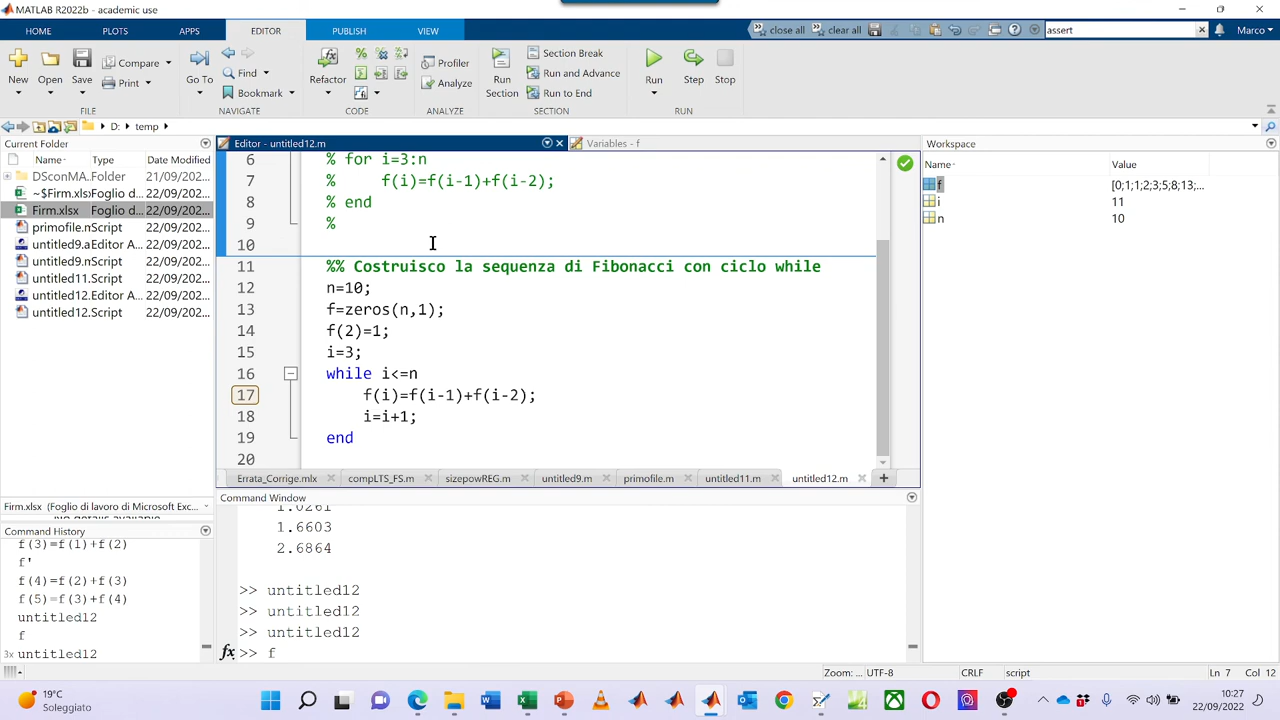 MATLAB R2022b - academic use
HOME
PLOTS
APPS
EDITOR
PUBLISH
VIEW
close all
clear all
assert
Marco
New
Open
Save
Compare
Print
Go To
Find
Bookmark
Refactor
Profiler
Analyze
Run Section
Section Break
Run and Advance
Run to End
Run
Step
Stop
FILE
NAVIGATE
CODE
ANALYZE
SECTION
RUN
D: temp
Current Folder
Name Type Date Modified
DSconMA... Folder 21/09/202...
~$Firm.xlsx Foglio d... 22/09/202...
Firm.xlsx Foglio d... 22/09/202...
primofile.m Script 22/09/202...
untitled9.a Editor A... 22/09/202...
untitled9.m Script 22/09/202...
untitled11. Script 22/09/202...
untitled12. Editor A... 22/09/202...
untitled12. Script 22/09/202...
Firm.xlsx (Foglio di lavoro di Microsoft Exc...
Command History
f(3)=f(1)+f(2)
f'
f(4)=f(2)+f(3)
f(5)=f(3)+f(4)
untitled12
f
3x untitled12
Editor - untitled12.m
Variables - f
6 % for i=3:n
7 % f(i)=f(i-1)+f(i-2);
8 % end
9 %
10
11 %% Costruisco la sequenza di Fibonacci con ciclo while
12 n=10;
13 f=zeros(n,1);
14 f(2)=1;
15 i=3;
16 while i<=n
17 f(i)=f(i-1)+f(i-2);
18 i=i+1;
19 end
20
Errata_Corrige.mlx
compLTS_FS.m
sizepowREG.m
untitled9.m
primofile.m
untitled11.m
untitled12.m
Command Window
1.0261
1.6603
2.6864
>> untitled12
>> untitled12
>> untitled12
fx >> f
Workspace
Name Value
f [0;1;1;2;3;5;8;13;...
i 11
n 10
Zoom: ... UTF-8 CRLF script Ln 7 Col 12
19°C
Soleggiato
10:27
22/09/2022